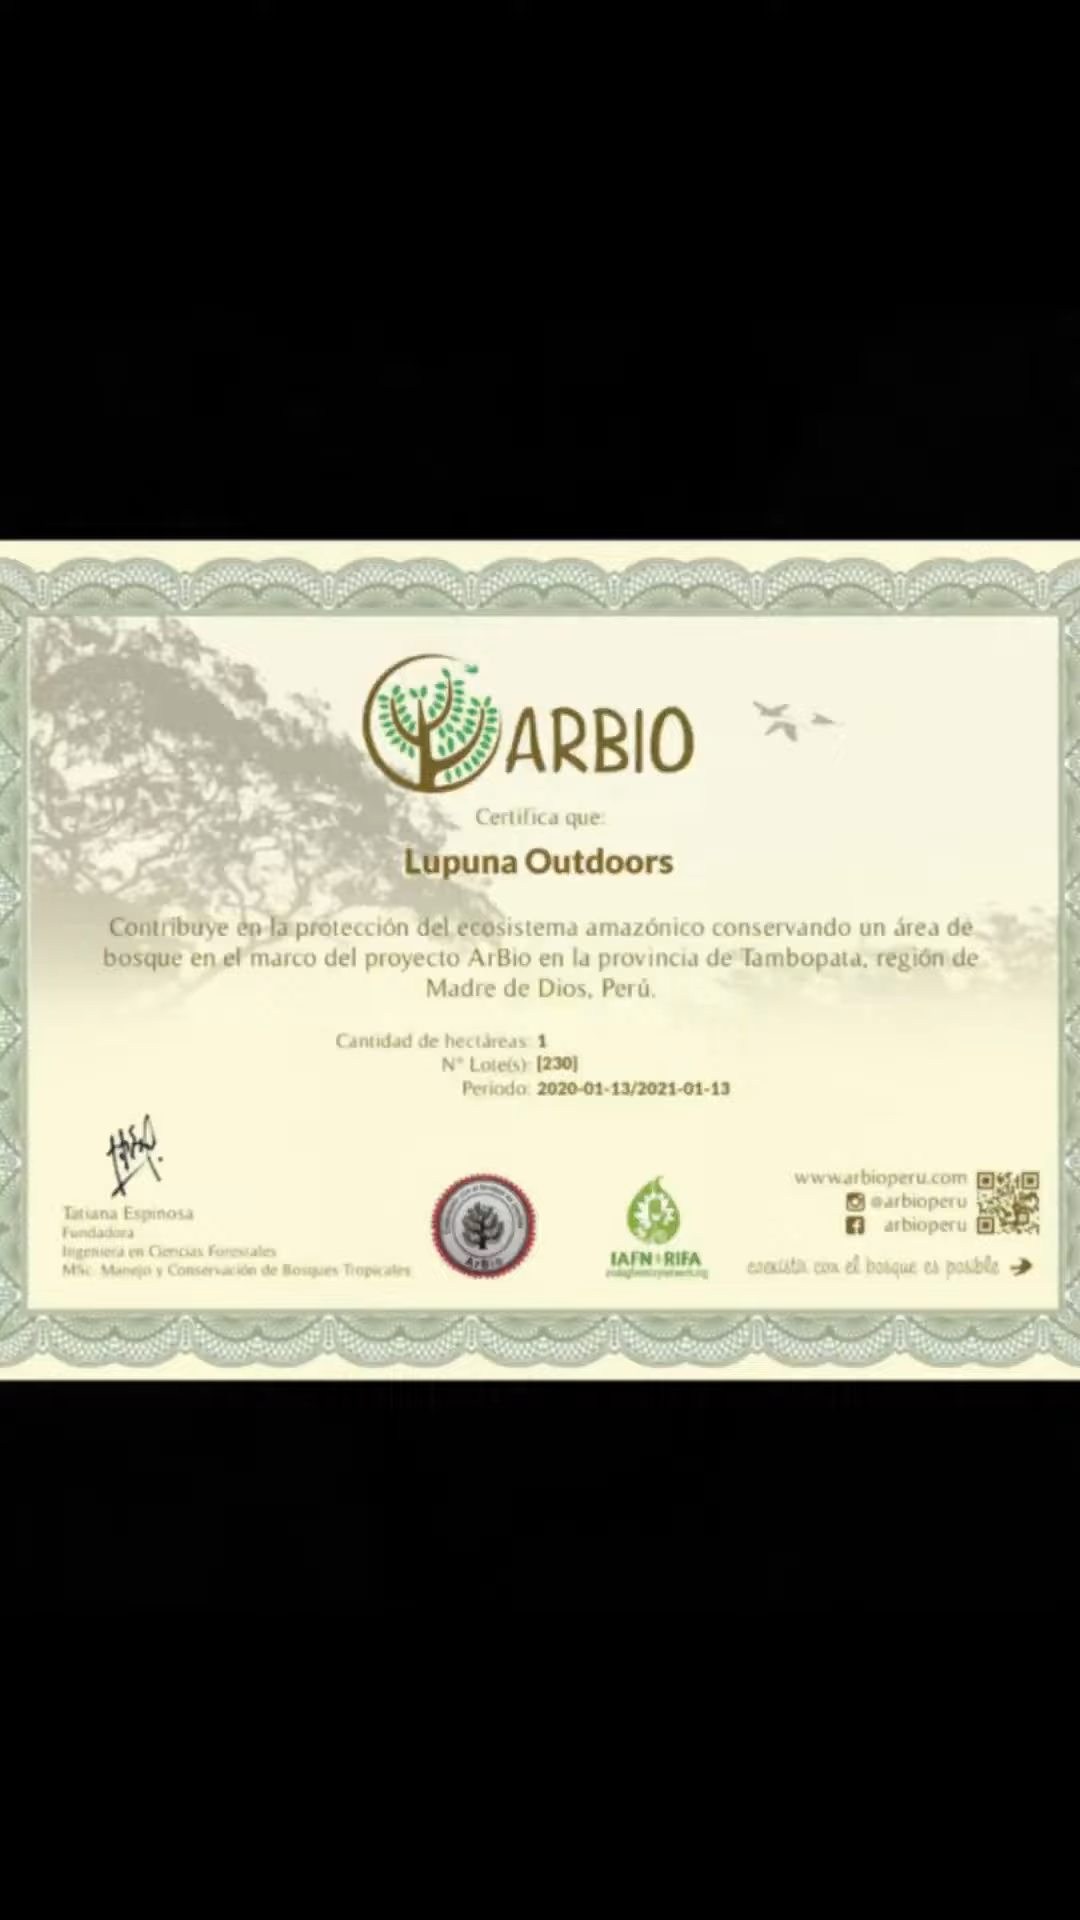 ARBIO
Certifica que:
Lupuna Outdoors
Contribuye en la protección del ecosistema amazónico conservando un área de
bosque en el marco del proyecto ArBio en la provincia de Tambopata, región de
Madre de Dios, Perú.
Cantidad de hectáreas: 1
N° Lote(s): [230]
Periodo: 2020-01-13/2021-01-13
Tatiana Espinosa
Fundadora
Ingeniera en Ciencias Forestales
MSc. Manejo y Conservación de Bosques Tropicales
ArBio
IAFN RIFA
www.arbioperu.com
@arbioperu
arbioperu
coexistir con el bosque es posible